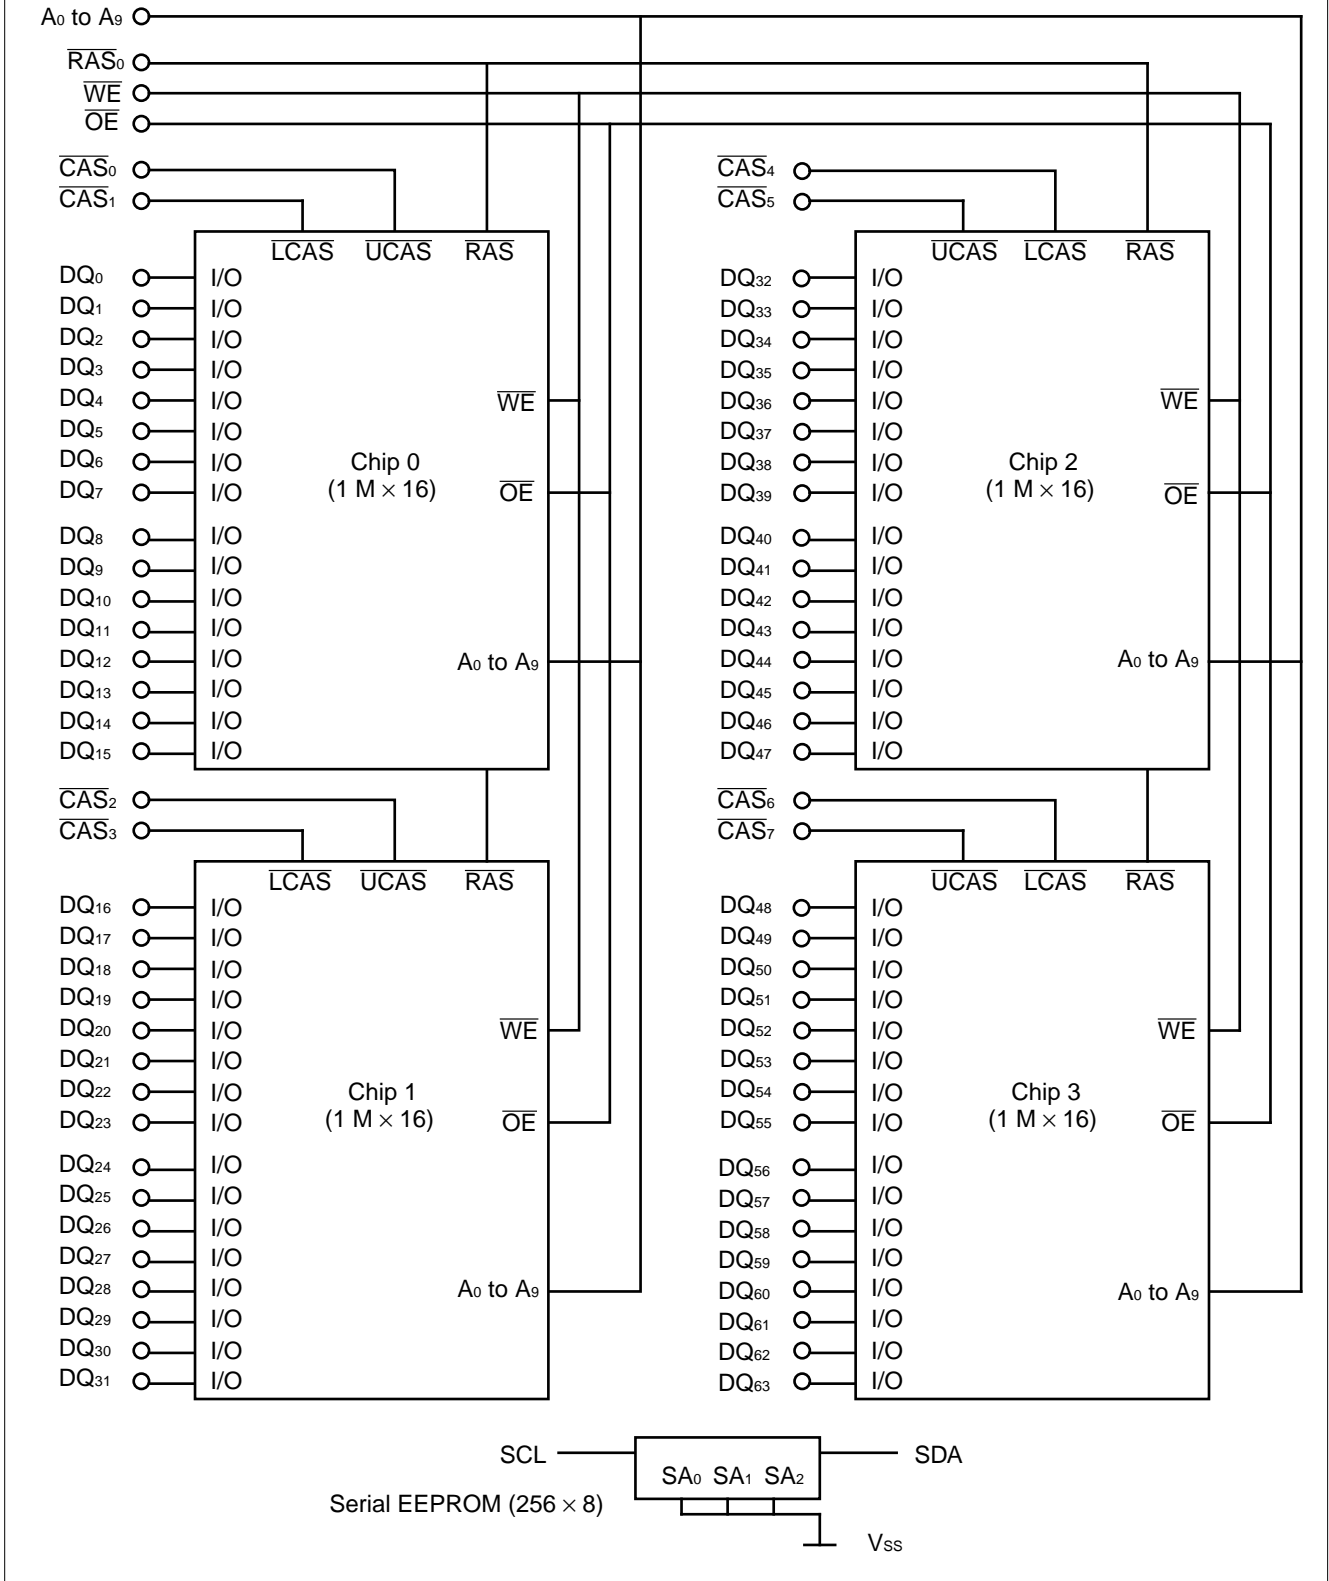 A0 to A9
RAS0
WE
OE
CAS0
CAS1
LCAS UCAS RAS
DQ0 I/O
DQ1 I/O
DQ2 I/O
DQ3 I/O
DQ4 I/O WE
DQ5 I/O
DQ6 I/O Chip 0
DQ7 I/O (1 M × 16) OE
DQ8 I/O
DQ9 I/O
DQ10 I/O
DQ11 I/O
DQ12 I/O A0 to A9
DQ13 I/O
DQ14 I/O
DQ15 I/O
CAS4
CAS5
UCAS LCAS RAS
DQ32 I/O
DQ33 I/O
DQ34 I/O
DQ35 I/O
DQ36 I/O WE
DQ37 I/O
DQ38 I/O Chip 2
DQ39 I/O (1 M × 16) OE
DQ40 I/O
DQ41 I/O
DQ42 I/O
DQ43 I/O
DQ44 I/O A0 to A9
DQ45 I/O
DQ46 I/O
DQ47 I/O
CAS2
CAS3
LCAS UCAS RAS
DQ16 I/O
DQ17 I/O
DQ18 I/O
DQ19 I/O
DQ20 I/O WE
DQ21 I/O
DQ22 I/O Chip 1
DQ23 I/O (1 M × 16) OE
DQ24 I/O
DQ25 I/O
DQ26 I/O
DQ27 I/O
DQ28 I/O A0 to A9
DQ29 I/O
DQ30 I/O
DQ31 I/O
CAS6
CAS7
UCAS LCAS RAS
DQ48 I/O
DQ49 I/O
DQ50 I/O
DQ51 I/O
DQ52 I/O WE
DQ53 I/O
DQ54 I/O Chip 3
DQ55 I/O (1 M × 16) OE
DQ56 I/O
DQ57 I/O
DQ58 I/O
DQ59 I/O
DQ60 I/O A0 to A9
DQ61 I/O
DQ62 I/O
DQ63 I/O
SCL SDA
SA0 SA1 SA2
Serial EEPROM (256 × 8)
VSS